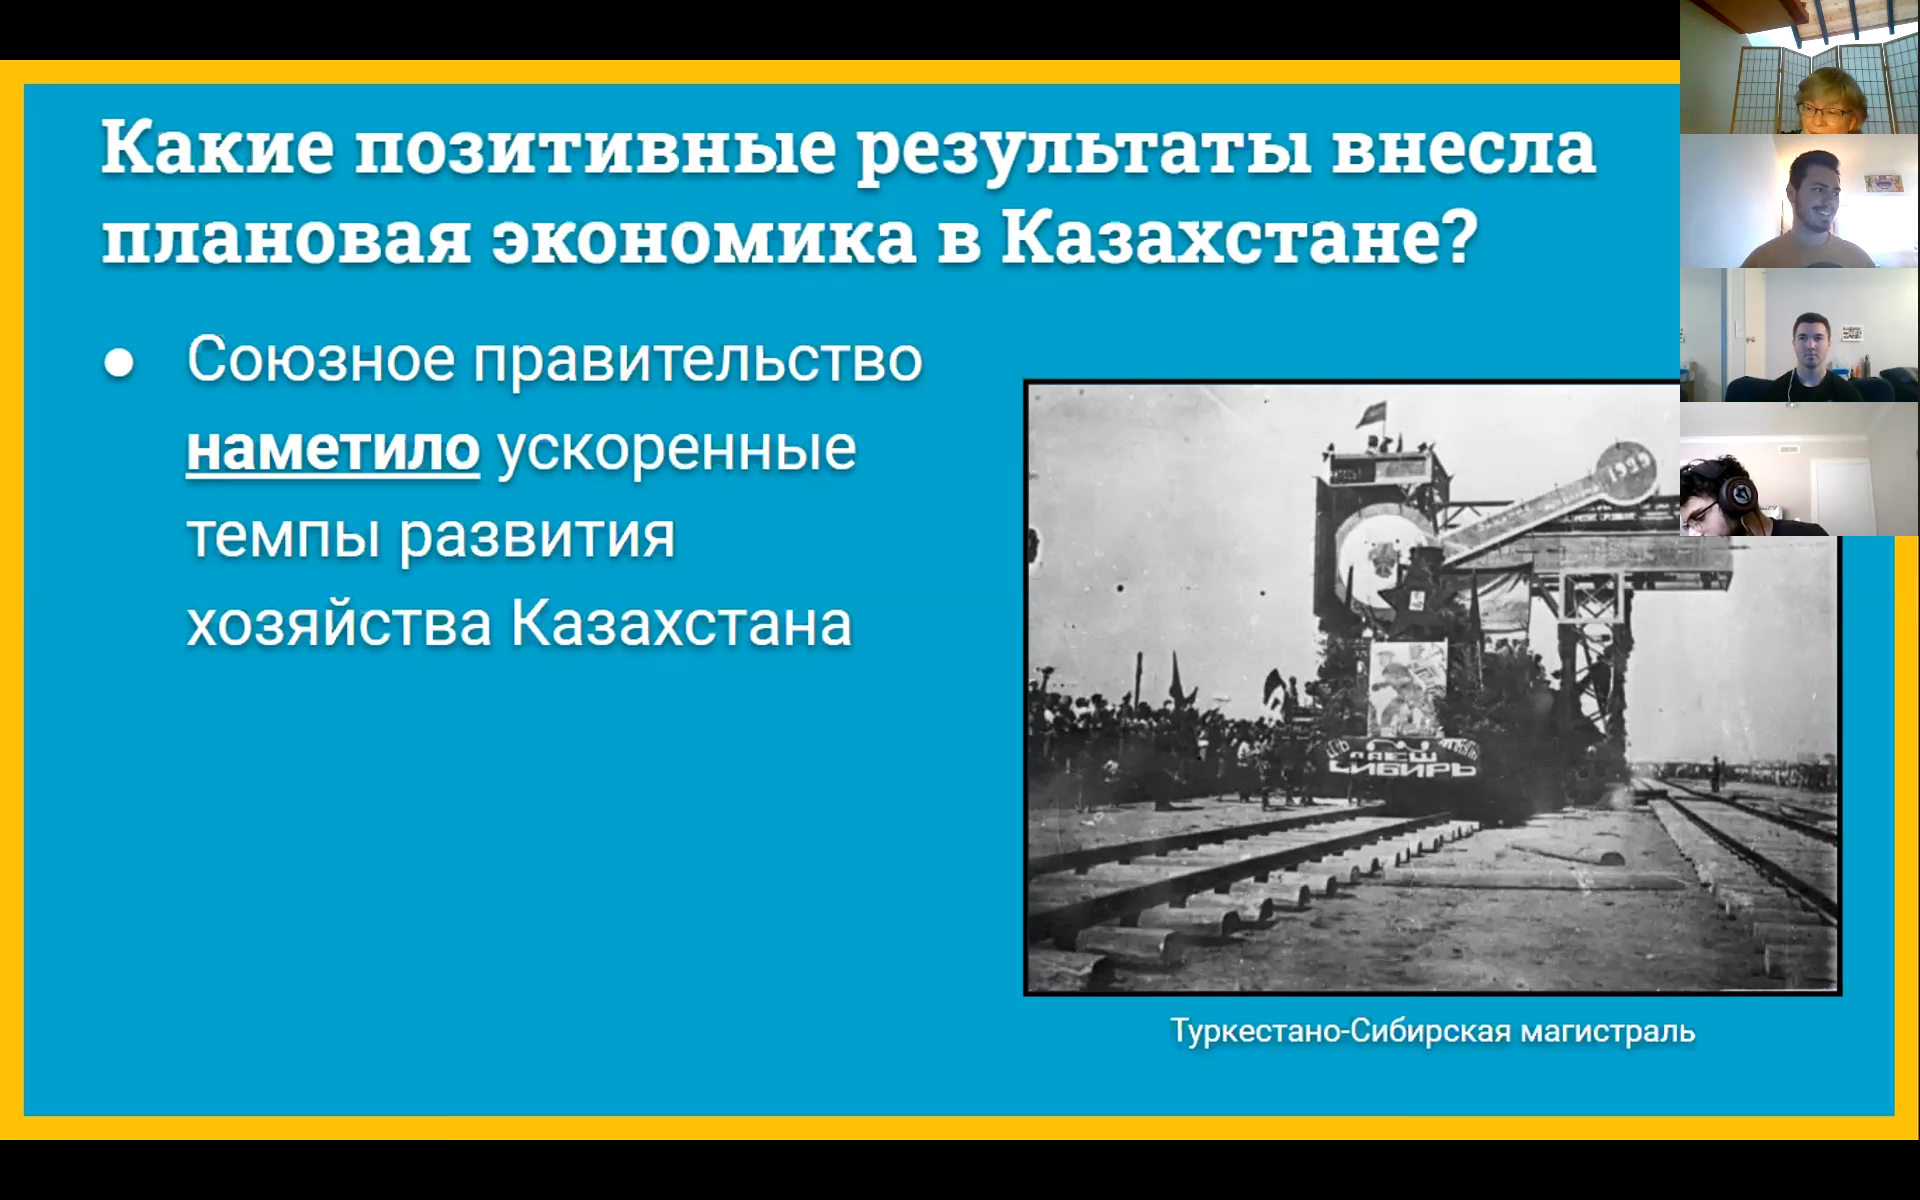 Какие позитивные результаты внесла
плановая экономика в Казахстане?
● Союзное правительство
наметило ускоренные
темпы развития
хозяйства Казахстана
1929
ДАЕШ
СИБИРЬ
Туркестано-Сибирская магистраль